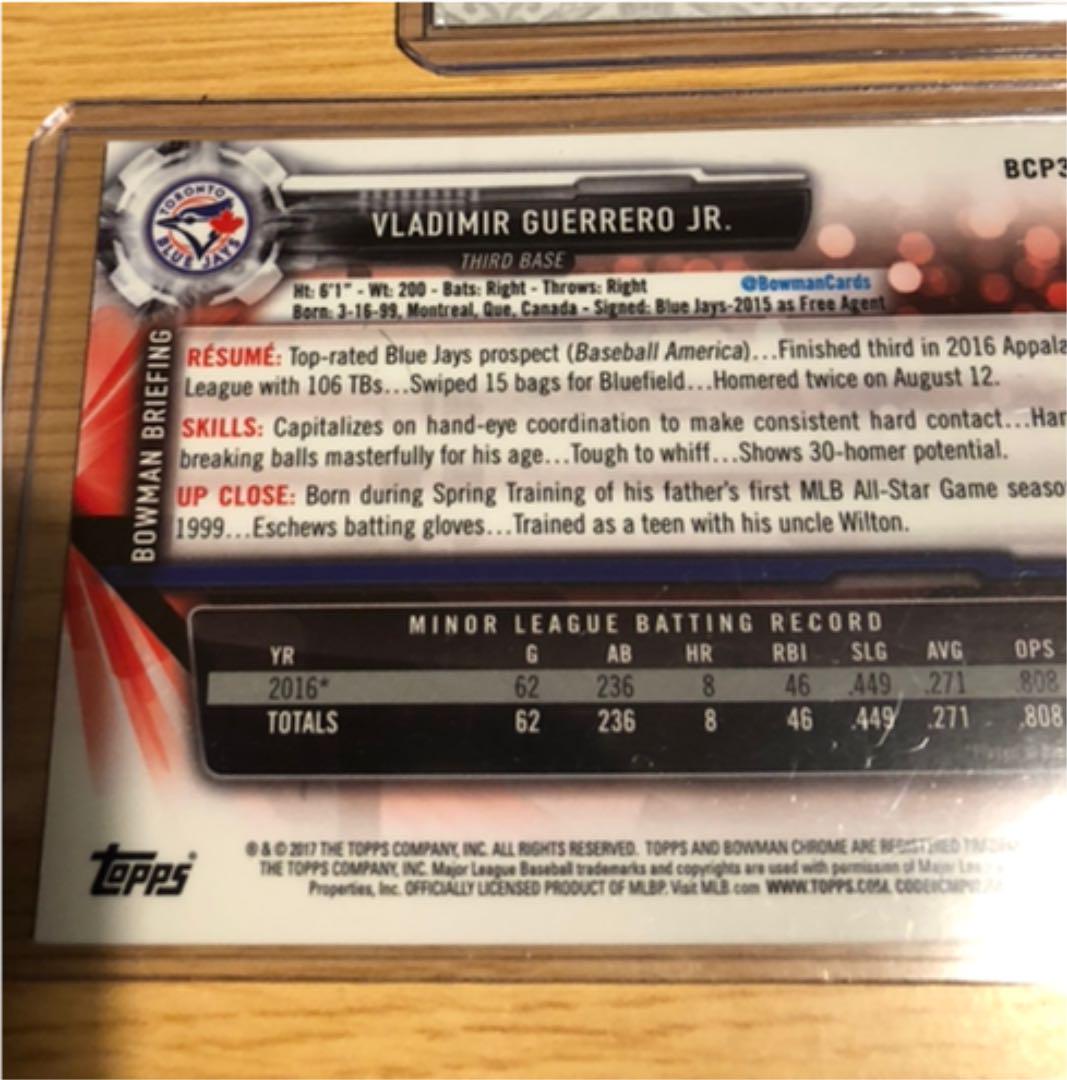 BCP3
TORONTO
BLUE JAYS
VLADIMIR GUERRERO JR.
THIRD BASE
Ht: 6'1" - Wt: 200 - Bats: Right - Throws: Right @BowmanCards
Born: 3-16-99, Montreal, Que, Canada - Signed: Blue Jays-2015 as Free Agent
BOWMAN BRIEFING
RÉSUMÉ: Top-rated Blue Jays prospect (Baseball America)...Finished third in 2016 Appala
League with 106 TBs...Swiped 15 bags for Bluefield...Homered twice on August 12.
SKILLS: Capitalizes on hand-eye coordination to make consistent hard contact...Han
breaking balls masterfully for his age...Tough to whiff...Shows 30-homer potential.
UP CLOSE: Born during Spring Training of his father's first MLB All-Star Game seaso
1999...Eschews batting gloves...Trained as a teen with his uncle Wilton.
MINOR LEAGUE BATTING RECORD
YR G AB HR RBI SLG AVG OPS
2016* 62 236 8 46 .449 .271 .808
TOTALS 62 236 8 46 .449 .271 .808
Topps
® & © 2017 THE TOPPS COMPANY, INC. ALL RIGHTS RESERVED. TOPPS AND BOWMAN CHROME ARE REGISTERED
THE TOPPS COMPANY, INC. Major League Baseball trademarks and copyrights are used with permission of Major
Properties, Inc. OFFICIALLY LICENSED PRODUCT OF MLBP. Visit MLB.com WWW.TOPPS.COM.